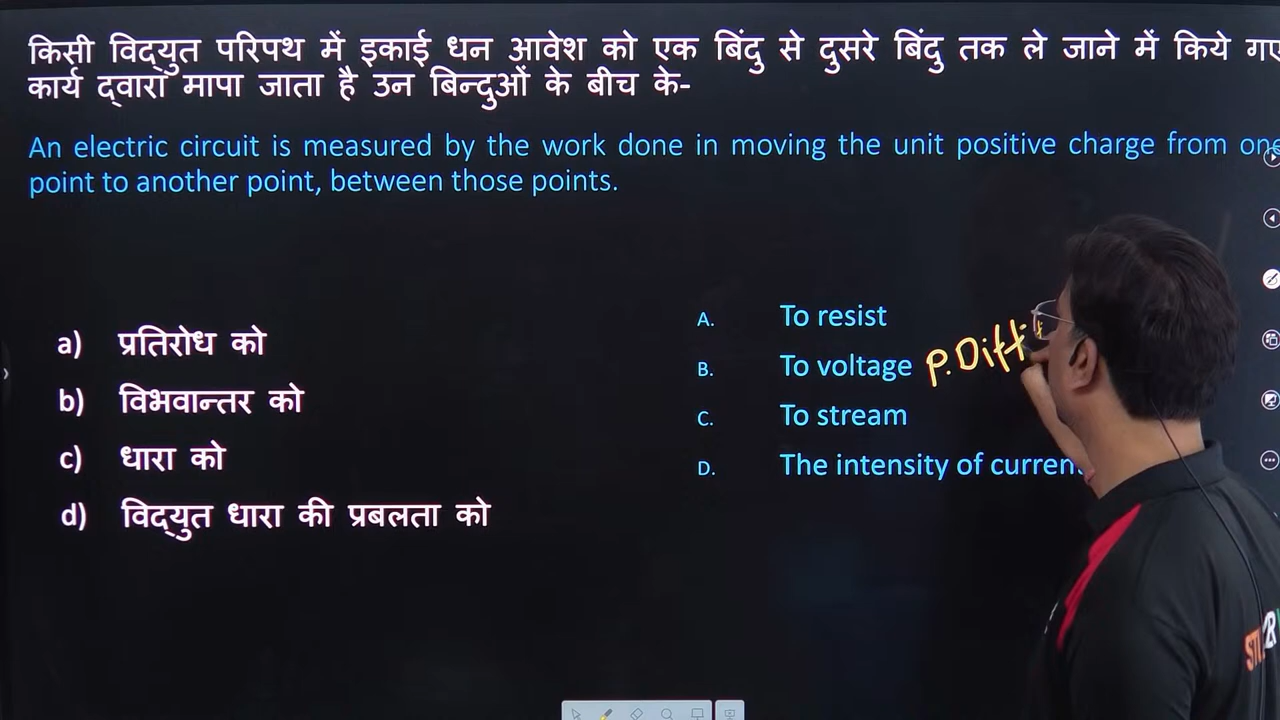 किसी विद्युत परिपथ में इकाई धन आवेश को एक बिंदु से दुसरे बिंदु तक ले जाने में किये गए
कार्य द्वारा मापा जाता है उन बिन्दुओं के बीच के-
An electric circuit is measured by the work done in moving the unit positive charge from one
point to another point, between those points.
a) प्रतिरोध को
b) विभवान्तर को
c) धारा को
d) विद्युत धारा की प्रबलता को
A. To resist
B. To voltage P.Diff
C. To stream
D. The intensity of current